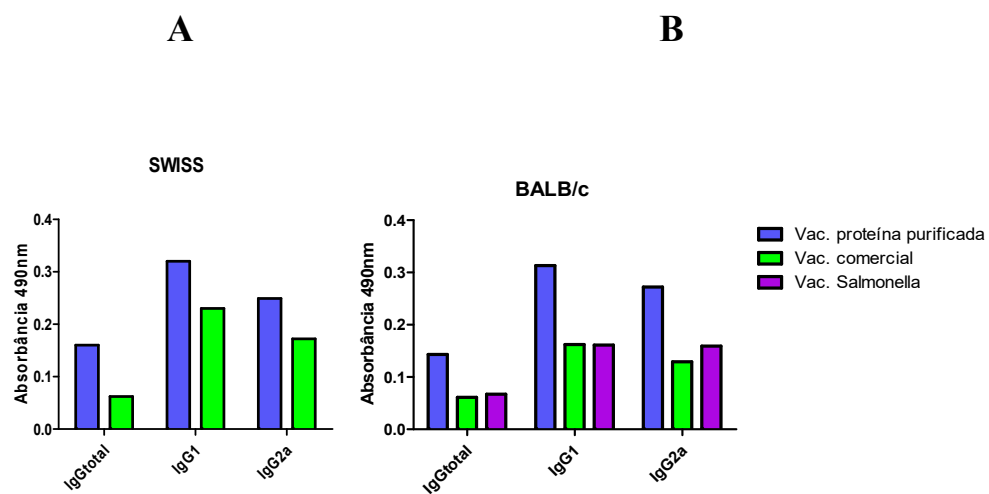 A
B
SWISS
Absorbância 490nm
0.4
0.3
0.2
0.1
0.0
IgGtotal
IgG1
IgG2a
BALB/c
Absorbância 490nm
0.4
0.3
0.2
0.1
0.0
IgGtotal
IgG1
IgG2a
Vac. proteína purificada
Vac. comercial
Vac. Salmonella